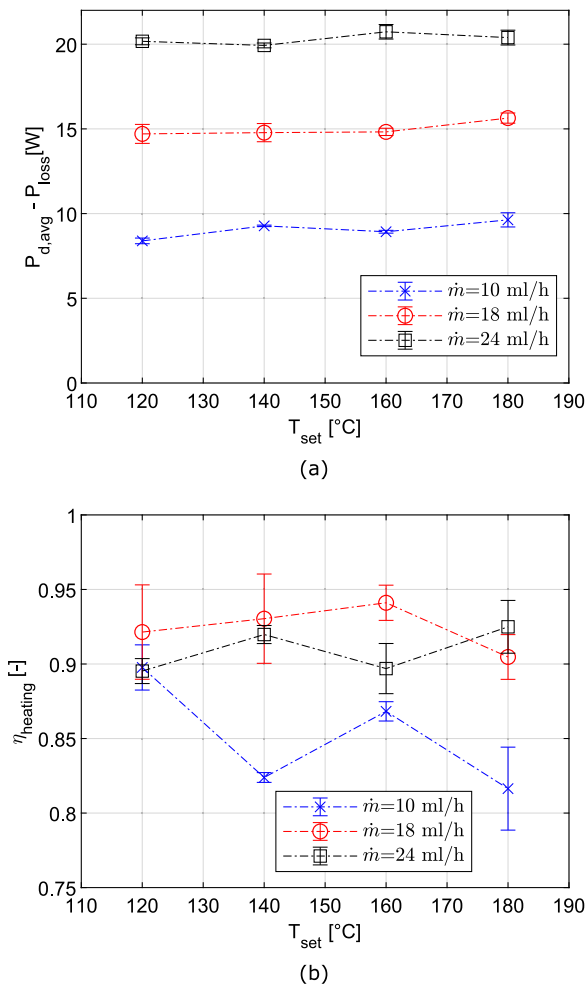 20
15
10
5
0
P_d,avg - P_loss[W]
ṁ=10 ml/h
ṁ=18 ml/h
ṁ=24 ml/h
110 120 130 140 150 160 170 180 190
T_set [°C]
(a)
1
0.95
0.9
0.85
0.8
0.75
η_heating [-]
ṁ=10 ml/h
ṁ=18 ml/h
ṁ=24 ml/h
110 120 130 140 150 160 170 180 190
T_set [°C]
(b)